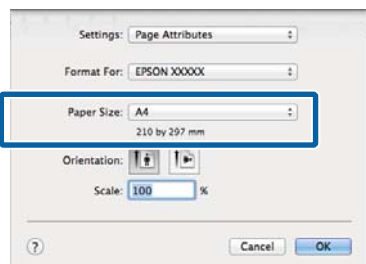 Settings: Page Attributes
Format For: EPSON XXXXX
Paper Size: A4
210 by 297 mm
Orientation:
Scale: 100 %
? Cancel OK